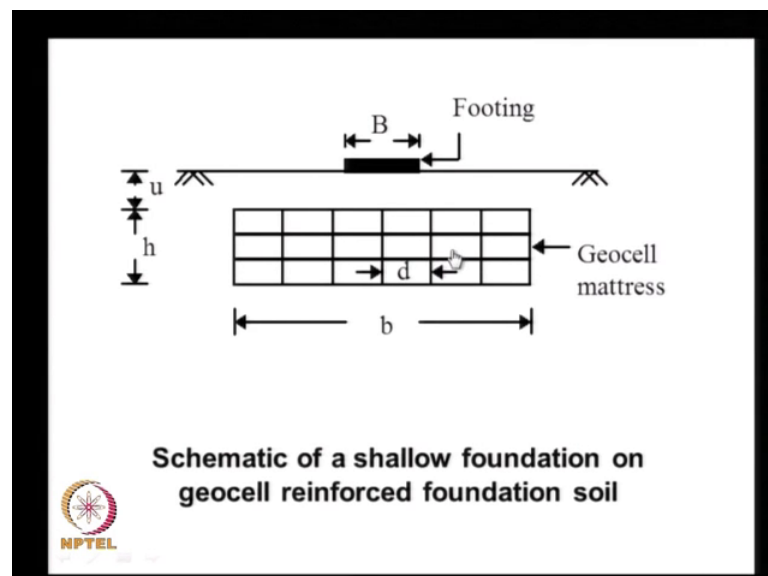 Footing
B
u
h
d
Geocell
mattress
b
Schematic of a shallow foundation on
geocell reinforced foundation soil
NPTEL